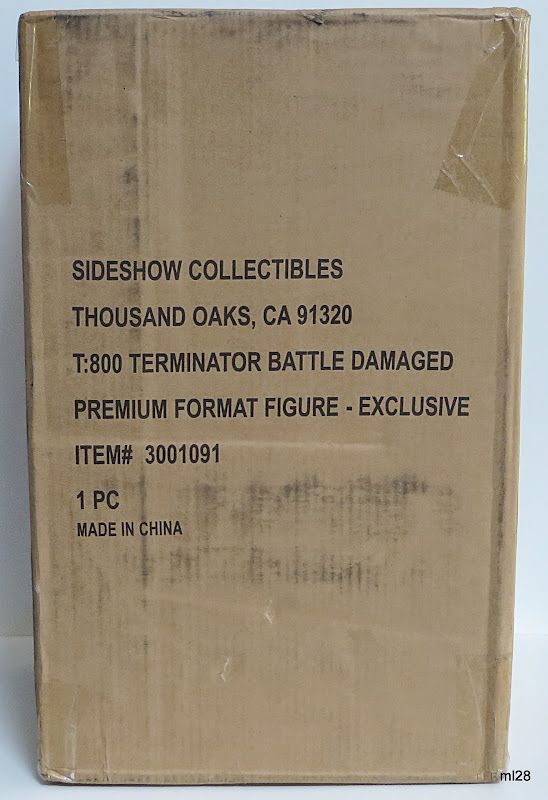 SIDESHOW COLLECTIBLES
THOUSAND OAKS, CA 91320
T:800 TERMINATOR BATTLE DAMAGED
PREMIUM FORMAT FIGURE - EXCLUSIVE
ITEM# 3001091
1 PC
MADE IN CHINA
ml28